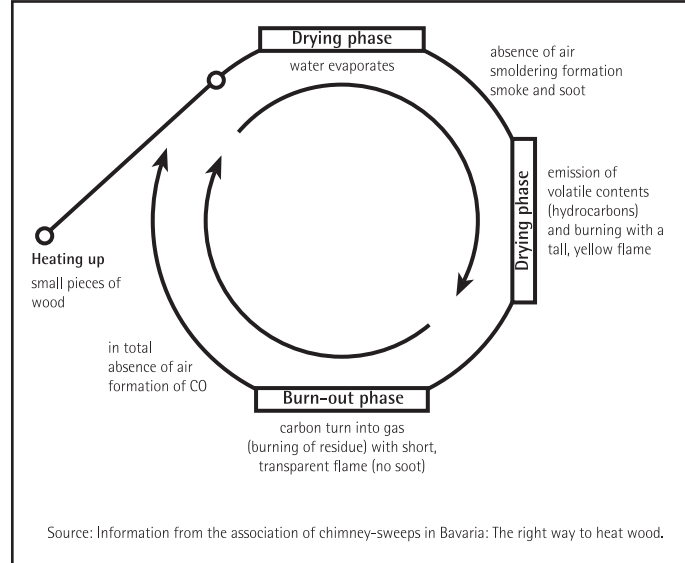 Drying phase
water evaporates
absence of air
smoldering formation
smoke and soot
Drying phase
emission of
volatile contents
(hydrocarbons)
and burning with a
tall, yellow flame
Heating up
small pieces of
wood
in total
absence of air
formation of CO
Burn-out phase
carbon turn into gas
(burning of residue) with short,
transparent flame (no soot)
Source: Information from the association of chimney-sweeps in Bavaria: The right way to heat wood.